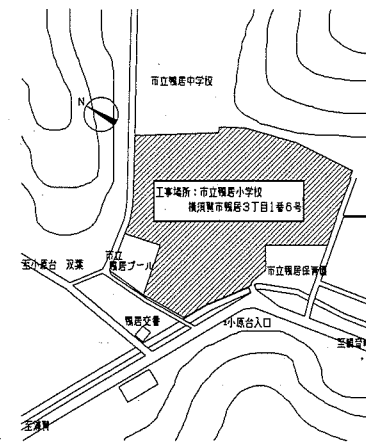 市立鴨居中学校
N
工事場所：市立鴨居小学校
横須賀市鴨居3丁目1番6号
市立
鴨居プール
至小原台 双葉
市立鴨居保育園
鴨居交番
小原台入口
至浦賀